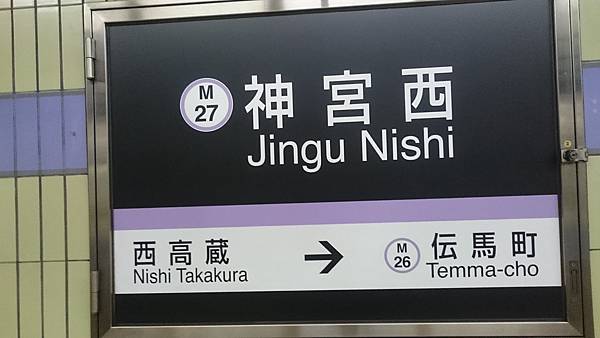 M
27
神宮西
Jingu Nishi
西高蔵
Nishi Takakura
→
M
26
伝馬町
Temma-cho